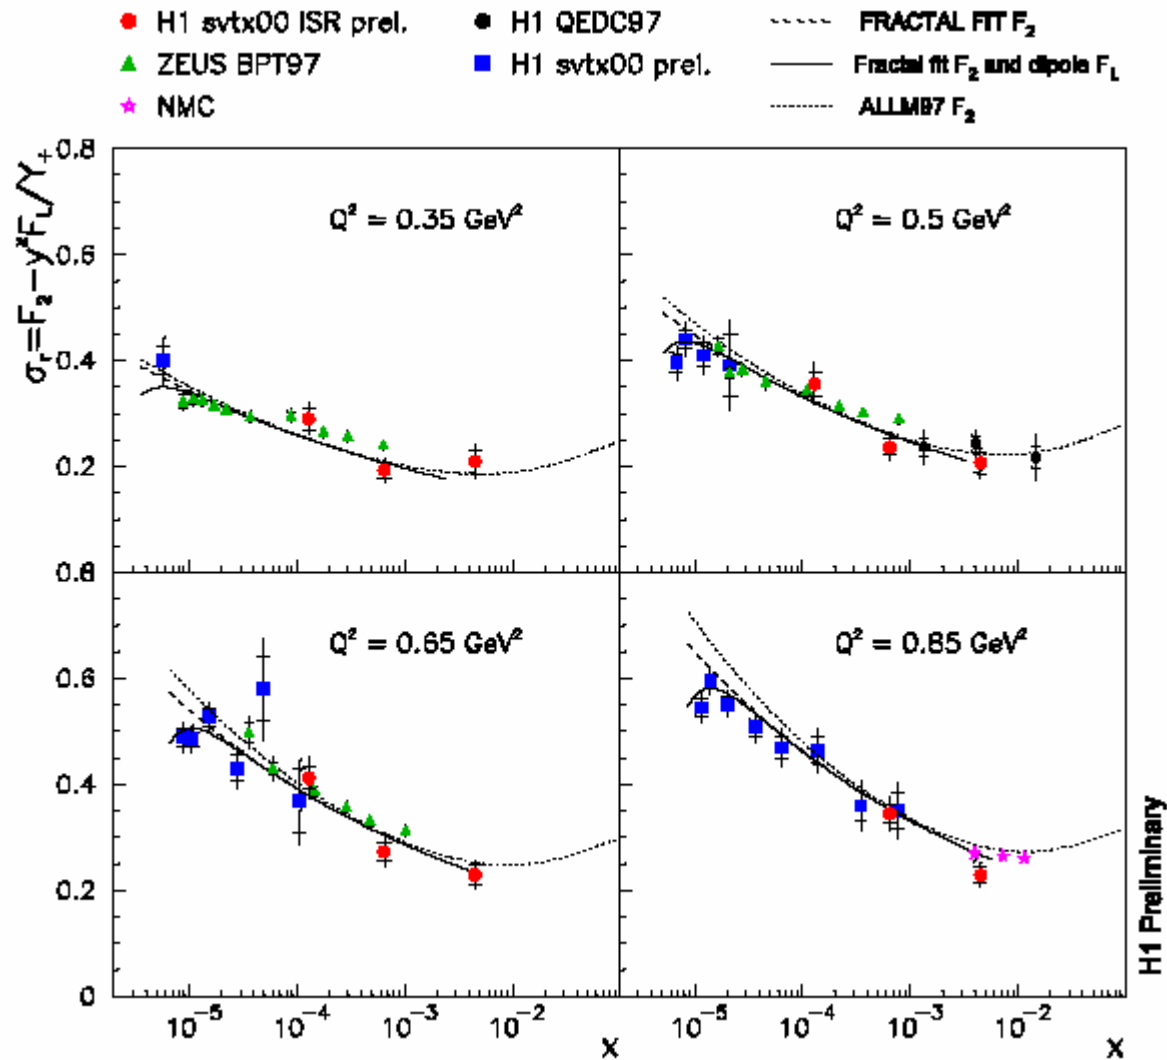 H1 svtx00 ISR prel.
H1 QEDC97
FRACTAL FIT F₂
ZEUS BPT97
H1 svtx00 prel.
Fractal fit F₂ and dipole F_L
NMC
ALLM97 F₂
σ_r=F₂−y²F_L/Y₊
0.8
Q² = 0.35 GeV²
Q² = 0.5 GeV²
0.6
0.4
0.2
0.8
Q² = 0.65 GeV²
Q² = 0.85 GeV²
0.6
0.4
0.2
0
10⁻⁵ 10⁻⁴ 10⁻³ 10⁻² 10⁻⁵ 10⁻⁴ 10⁻³ 10⁻²
x x
H1 Preliminary